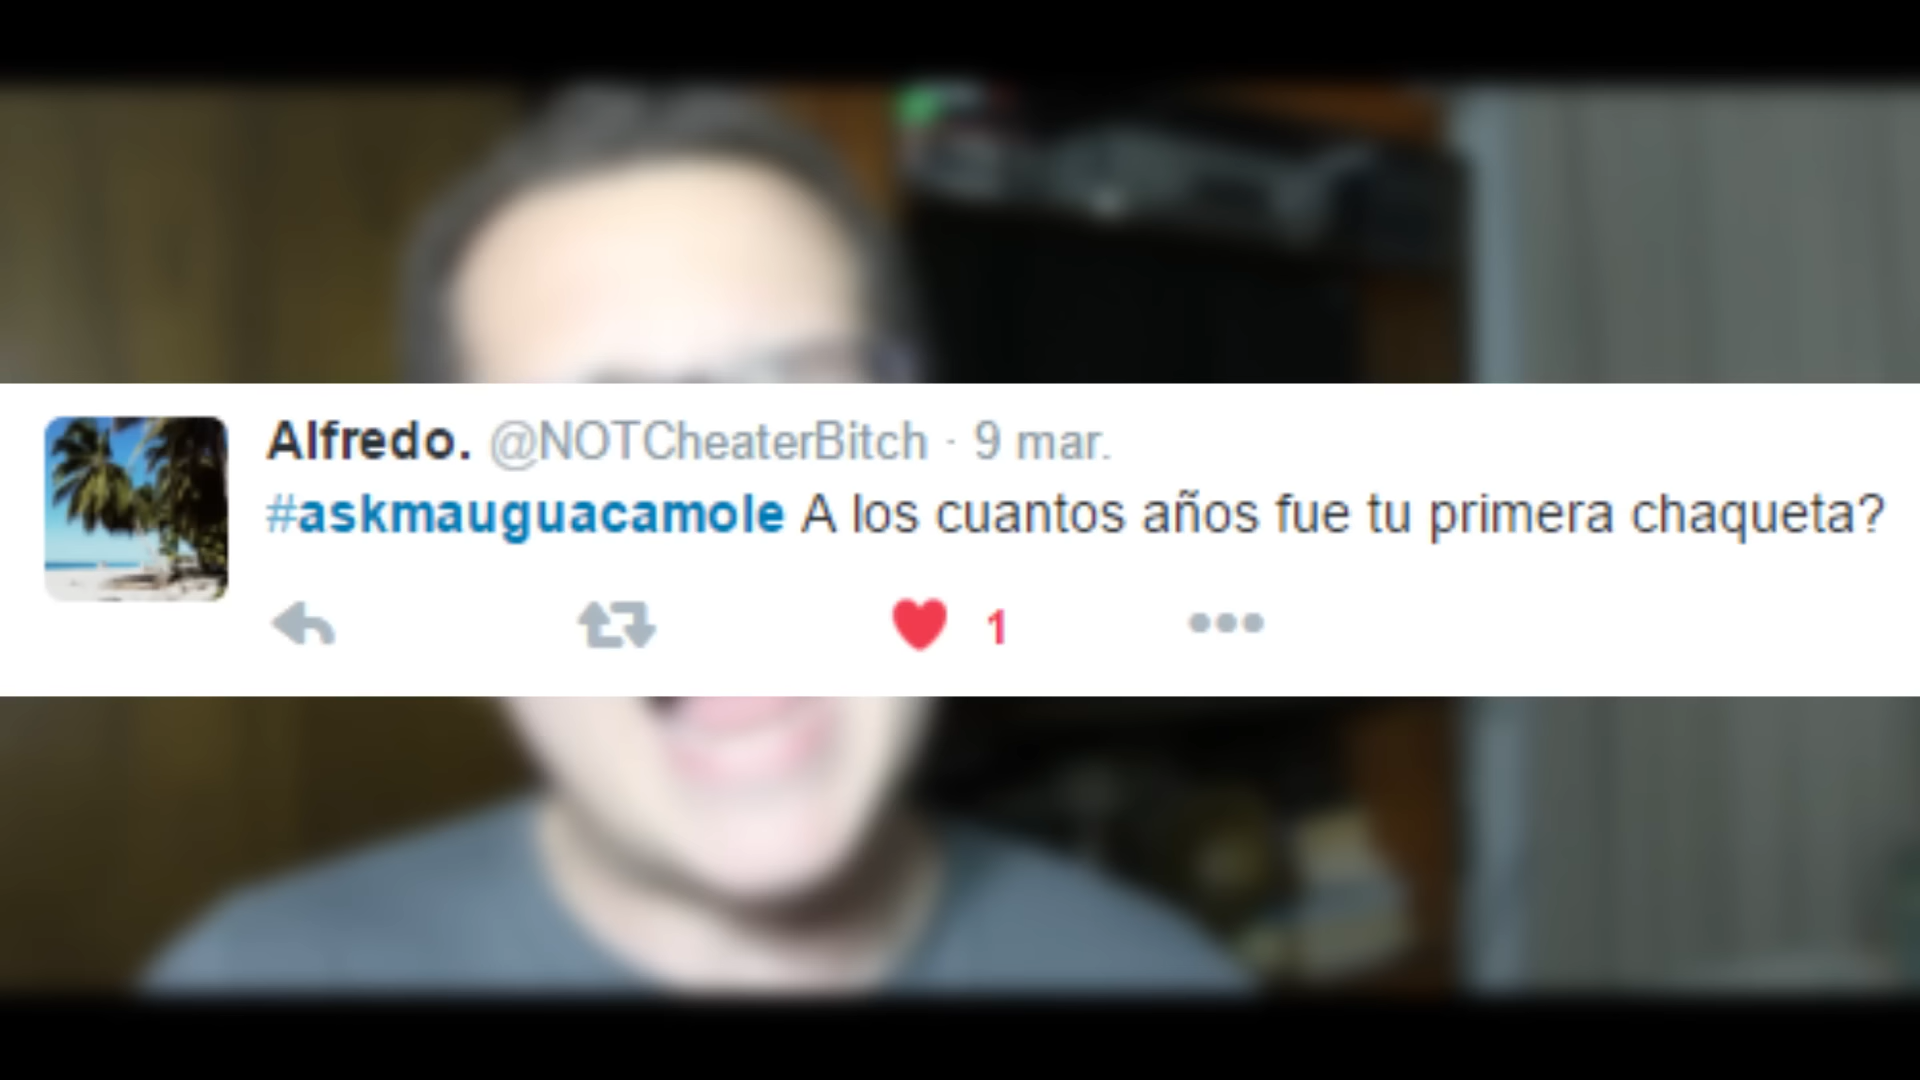 Alfredo. @NOTCheaterBitch · 9 mar.
#askmauguacamole A los cuantos años fue tu primera chaqueta?
1